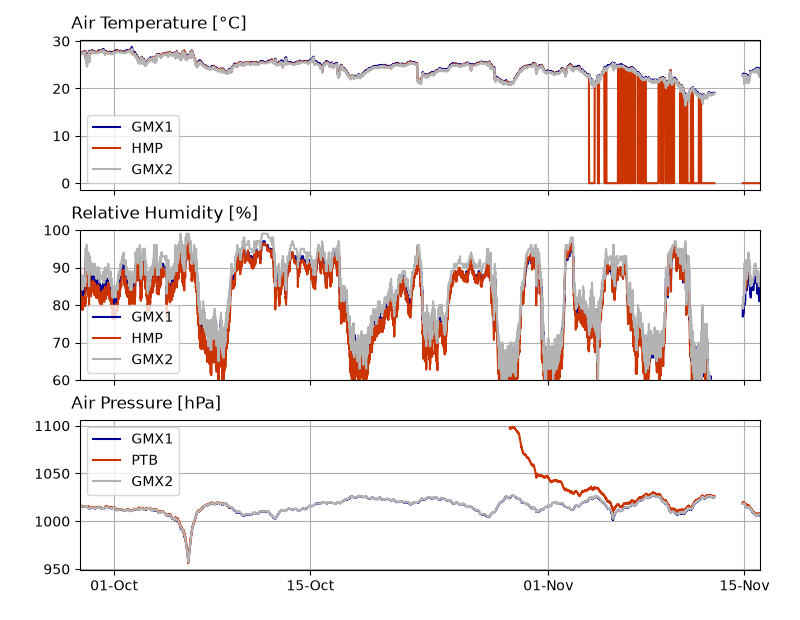 Air Temperature [°C]
30
20
10
0
GMX1
HMP
GMX2
Relative Humidity [%]
100
90
80
70
60
GMX1
HMP
GMX2
Air Pressure [hPa]
1100
1050
1000
950
GMX1
PTB
GMX2
01-Oct 15-Oct 01-Nov 15-Nov